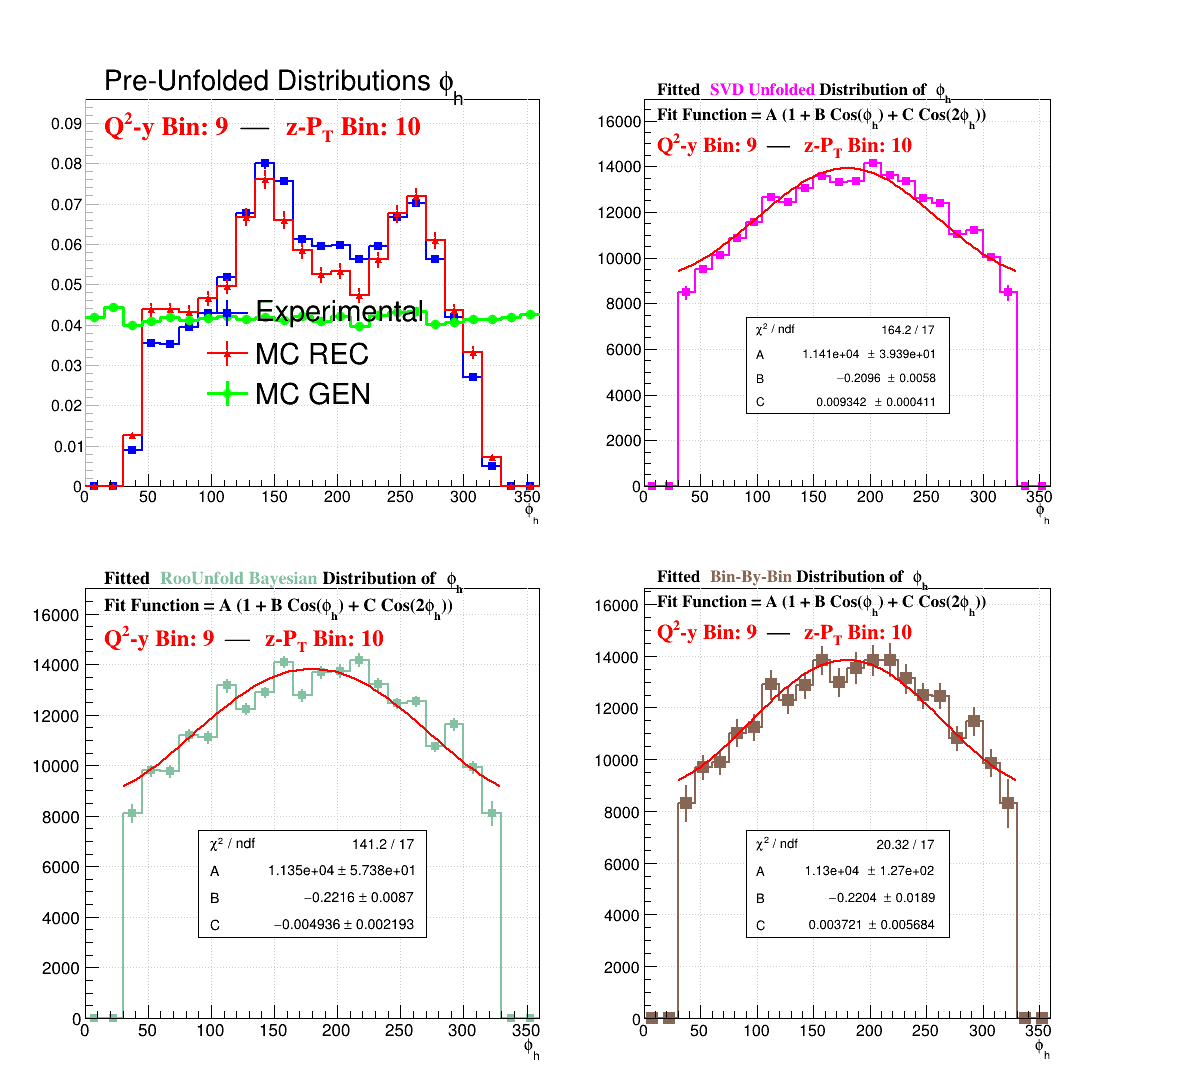 Pre-Unfolded Distributions ϕh
Q2-y Bin: 9 — z-PT Bin: 10
0.09
0.08
0.07
0.06
0.05
0.04
0.03
0.02
0.01
0
Experimental
MC REC
MC GEN
0 50 100 150 200 250 300 350
ϕh
Fitted SVD Unfolded Distribution of ϕh
Fit Function = A (1 + B Cos(ϕh) + C Cos(2ϕh))
Q2-y Bin: 9 — z-PT Bin: 10
16000
14000
12000
10000
8000
6000
4000
2000
0
χ2 / ndf 164.2 / 17
A 1.141e+04 ± 3.939e+01
B −0.2096 ± 0.0058
C 0.009342 ± 0.000411
0 50 100 150 200 250 300 350
ϕh
Fitted RooUnfold Bayesian Distribution of ϕh
Fit Function = A (1 + B Cos(ϕh) + C Cos(2ϕh))
Q2-y Bin: 9 — z-PT Bin: 10
16000
14000
12000
10000
8000
6000
4000
2000
0
χ2 / ndf 141.2 / 17
A 1.135e+04 ± 5.738e+01
B −0.2216 ± 0.0087
C −0.004936 ± 0.002193
0 50 100 150 200 250 300 350
ϕh
Fitted Bin-By-Bin Distribution of ϕh
Fit Function = A (1 + B Cos(ϕh) + C Cos(2ϕh))
Q2-y Bin: 9 — z-PT Bin: 10
16000
14000
12000
10000
8000
6000
4000
2000
0
χ2 / ndf 20.32 / 17
A 1.13e+04 ± 1.27e+02
B −0.2204 ± 0.0189
C 0.003721 ± 0.005684
0 50 100 150 200 250 300 350
ϕh